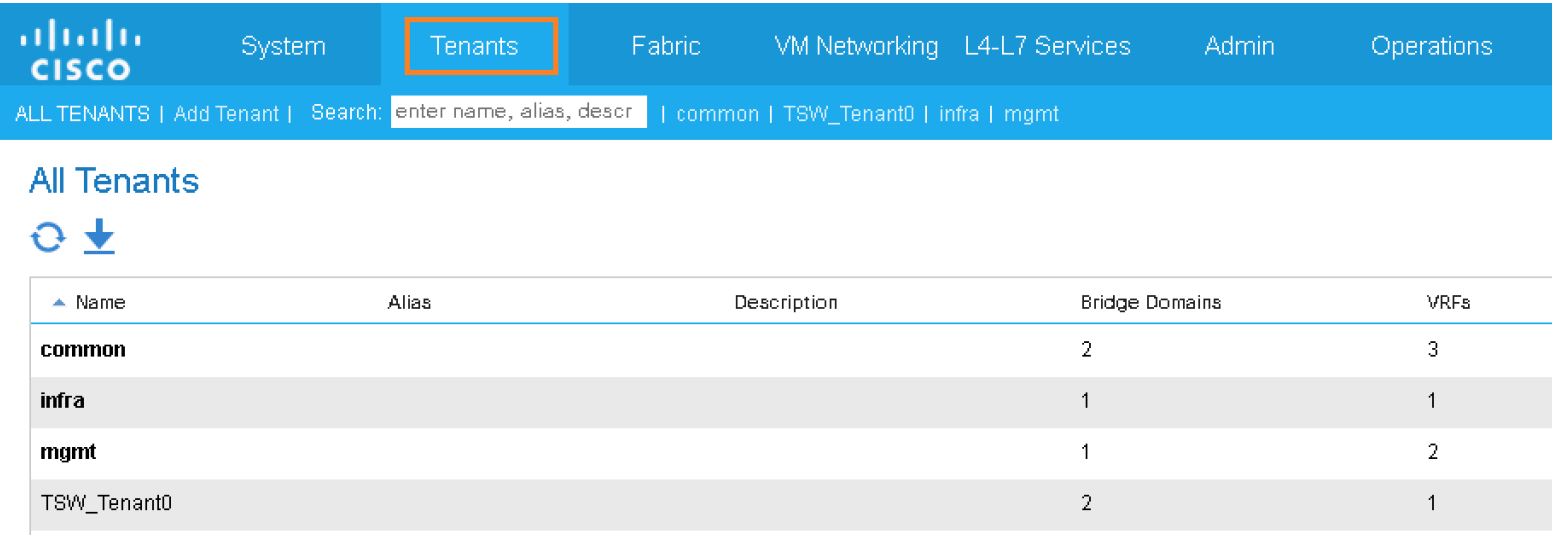 CISCO System Tenants Fabric VM Networking L4-L7 Services Admin Operations
ALL TENANTS | Add Tenant | Search: enter name, alias, descr | common | TSW_Tenant0 | infra | mgmt
All Tenants
Name Alias Description Bridge Domains VRFs
common 2 3
infra 1 1
mgmt 1 2
TSW_Tenant0 2 1